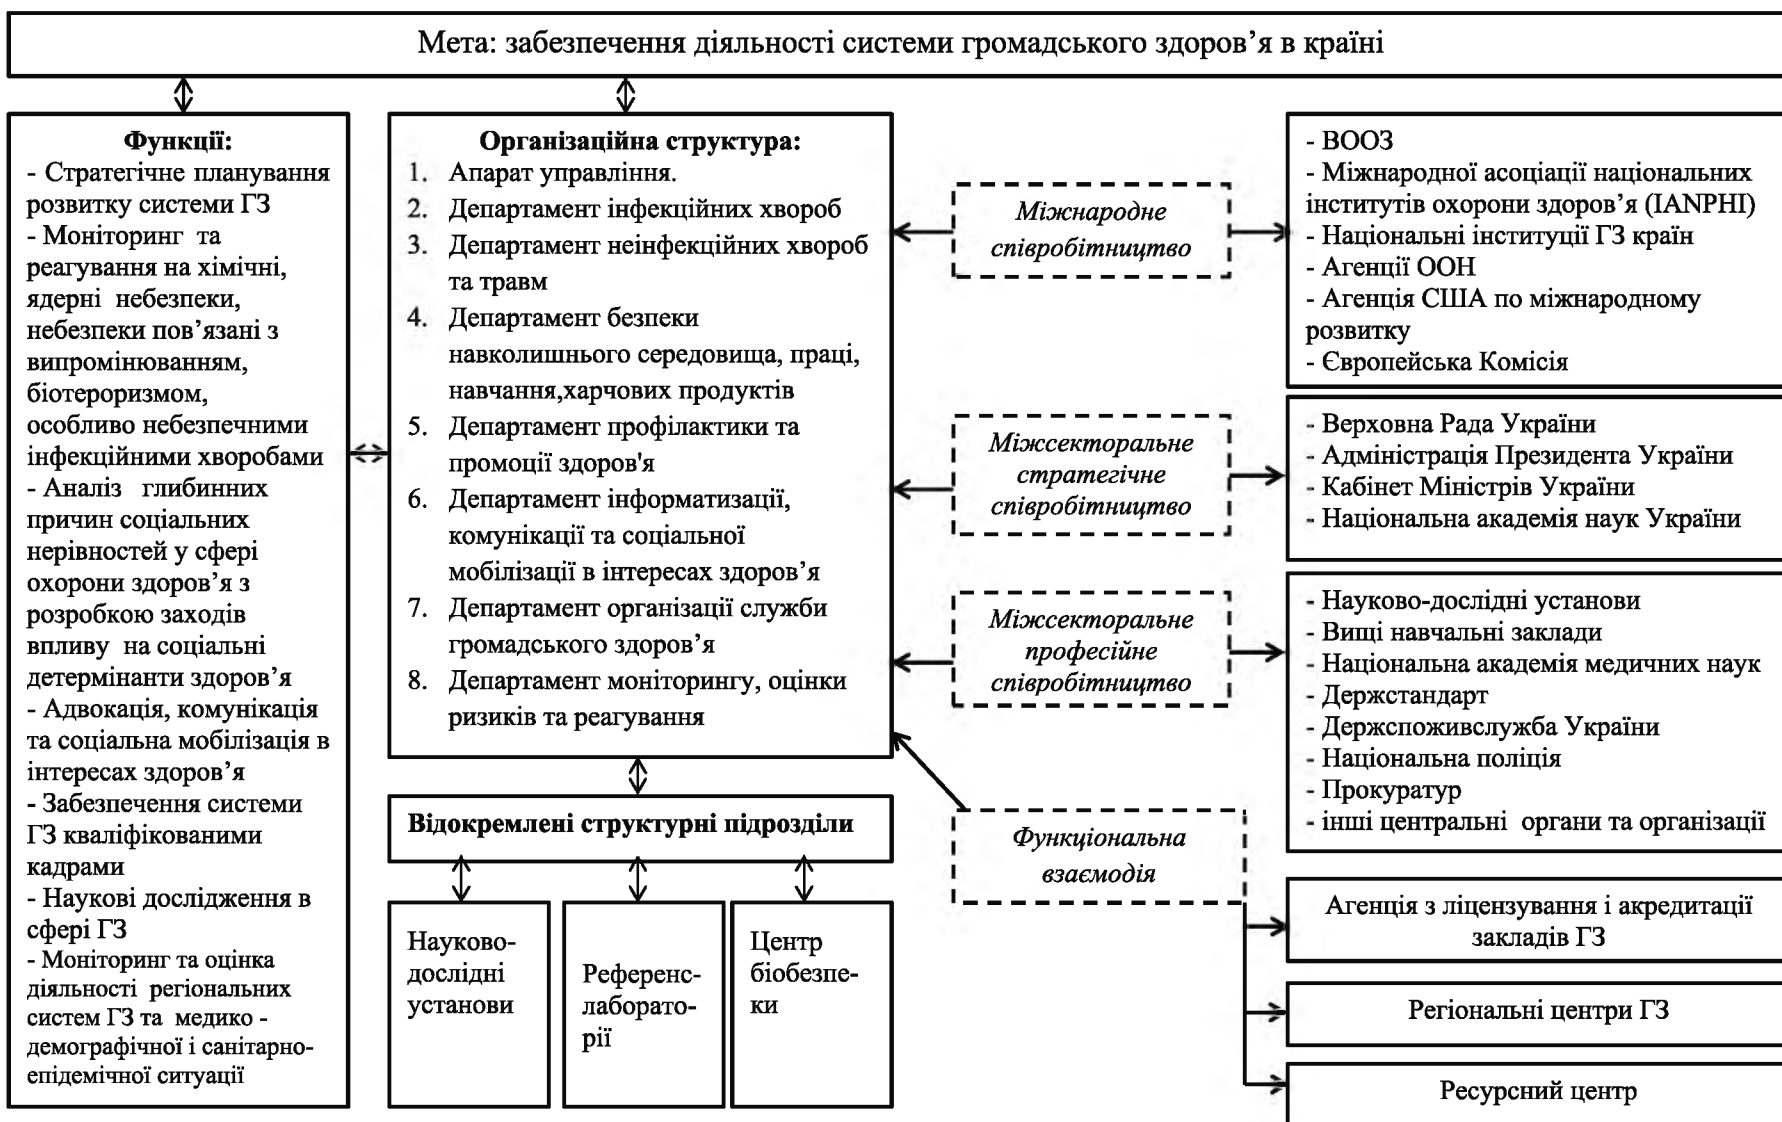 Мета: забезпечення діяльності системи громадського здоров’я в країні
Функції:
- Стратегічне планування
розвитку системи ГЗ
- Моніторинг та
реагування на хімічні,
ядерні небезпеки,
небезпеки пов’язані з
випромінюванням,
біотероризмом,
особливо небезпечними
інфекційними хворобами
- Аналіз глибинних
причин соціальних
нерівностей у сфері
охорони здоров’я з
розробкою заходів
впливу на соціальні
детермінанти здоров’я
- Адвокація, комунікація
та соціальна мобілізація в
інтересах здоров’я
- Забезпечення системи
ГЗ кваліфікованими
кадрами
- Наукові дослідження в
сфері ГЗ
- Моніторинг та оцінка
діяльності регіональних
систем ГЗ та медико -
демографічної і санітарно-
епідемічної ситуації
Організаційна структура:
1. Апарат управління.
2. Департамент інфекційних хвороб
3. Департамент неінфекційних хвороб
та травм
4. Департамент безпеки
навколишнього середовища, праці,
навчання,харчових продуктів
5. Департамент профілактики та
промоції здоров'я
6. Департамент інформатизації,
комунікації та соціальної
мобілізації в інтересах здоров’я
7. Департамент організації служби
громадського здоров’я
8. Департамент моніторингу, оцінки
ризиків та реагування
Відокремлені структурні підрозділи
Науково-
дослідні
установи
Референс-
лаборато-
рії
Центр
біобезпе-
ки
Міжнародне
співробітництво
Міжсекторальне
стратегічне
співробітництво
Міжсекторальне
професійне
співробітництво
Функціональна
взаємодія
- ВООЗ
- Міжнародної асоціації національних
інститутів охорони здоров’я (IANPHI)
- Національні інституції ГЗ країн
- Агенції ООН
- Агенція США по міжнародному
розвитку
- Європейська Комісія
- Верховна Рада України
- Адміністрація Президента України
- Кабінет Міністрів України
- Національна академія наук України
- Науково-дослідні установи
- Вищі навчальні заклади
- Національна академія медичних наук
- Держстандарт
- Держспоживслужба України
- Національна поліція
- Прокуратур
- інші центральні органи та організації
Агенція з ліцензування і акредитації
закладів ГЗ
Регіональні центри ГЗ
Ресурсний центр